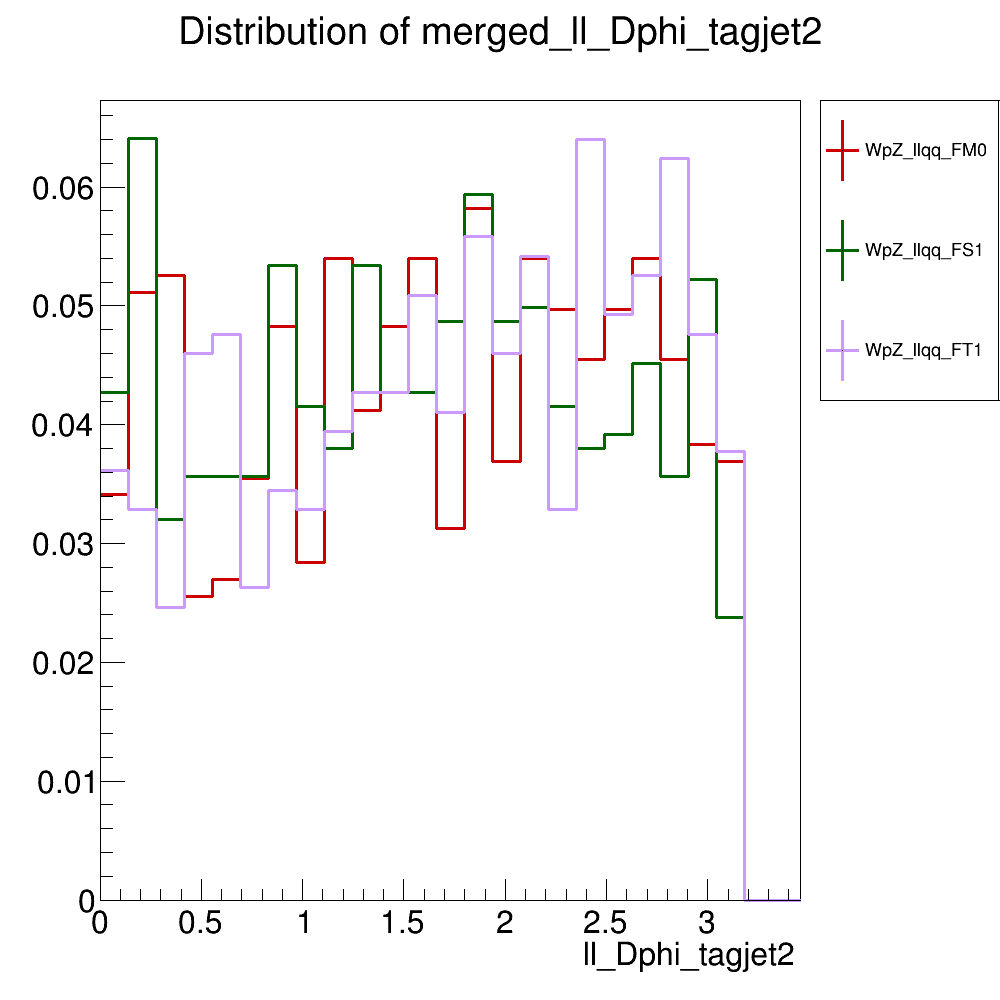 Distribution of merged_ll_Dphi_tagjet2
WpZ_llqq_FM0
WpZ_llqq_FS1
WpZ_llqq_FT1
0.06
0.05
0.04
0.03
0.02
0.01
0
0 0.5 1 1.5 2 2.5 3
ll_Dphi_tagjet2